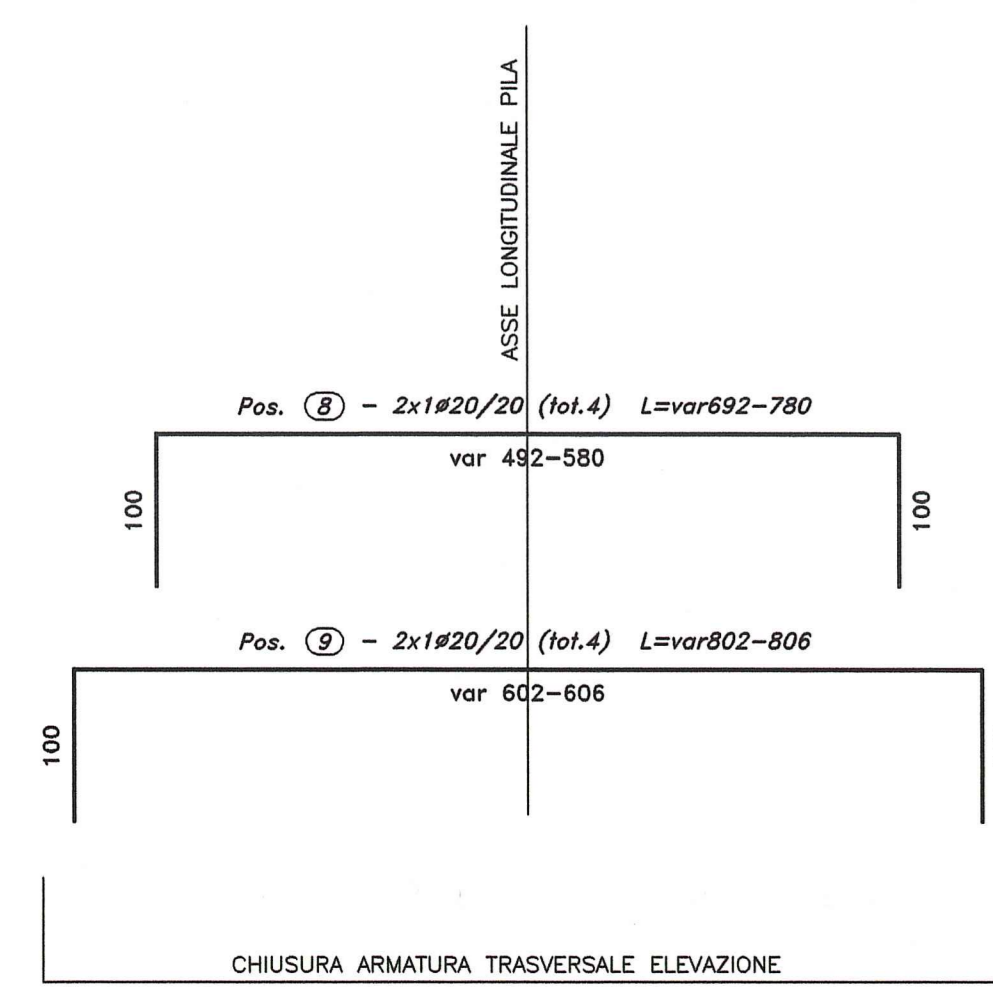 ASSE LONGITUDINALE PILA
Pos. 8 - 2x1ø20/20 (tot.4) L=var692-780
var 492-580
100
100
Pos. 9 - 2x1ø20/20 (tot.4) L=var802-806
var 602-606
100
CHIUSURA ARMATURA TRASVERSALE ELEVAZIONE